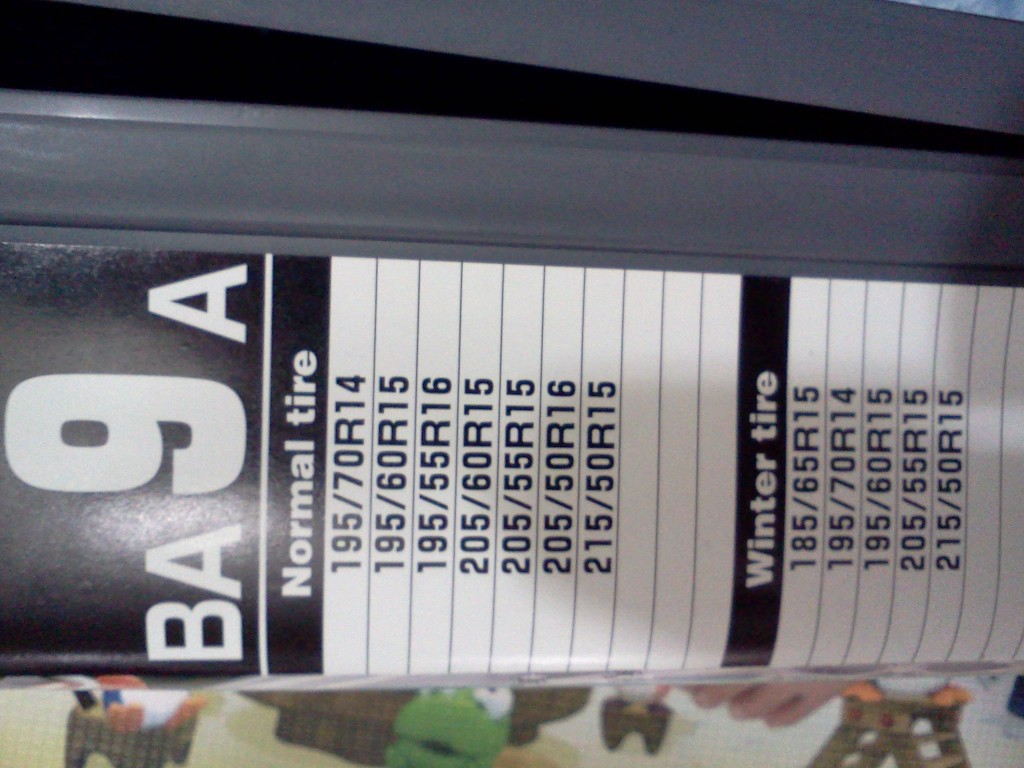 BA9 A
Normal tire
195/70R14
195/60R15
195/55R16
205/60R15
205/55R15
205/50R16
215/50R15
Winter tire
185/65R15
195/70R14
195/60R15
205/55R15
215/50R15